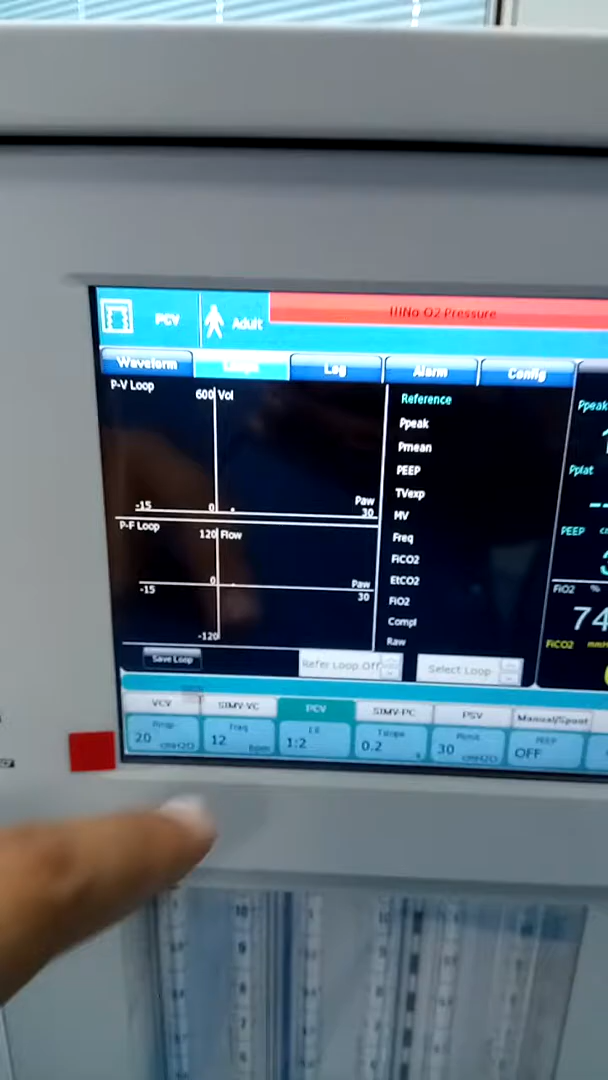 PCV
Adult
!!!No O2 Pressure
Waveform
Loops
Log
Alarm
Config
P-V Loop
600 Vol
-15
0
Paw
30
P-F Loop
120 Flow
0
-15
Paw
30
-120
Save Loop
Refer Loop Off
Select Loop
Reference
Ppeak
Pmean
PEEP
TVexp
MV
Freq
FiCO2
EtCO2
FiO2
Compl
Raw
Ppeak
Pplat
PEEP
FiO2 %
74
FiCO2
VCV
SIMV-VC
PCV
SIMV-PC
PSV
Manual/Spont
20 cmH2O
Freq
12 bpm
I:E
1:2
Tslope
0.2 s
30 cmH2O
PEEP
OFF